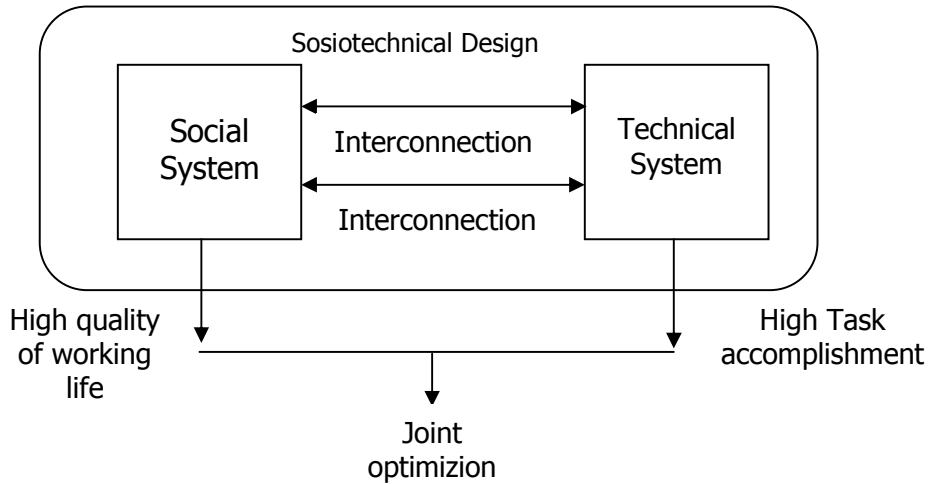 Sosiotechnical Design
Social
System
Interconnection
Interconnection
Technical
System
High quality
of working
life
High Task
accomplishment
Joint
optimizion